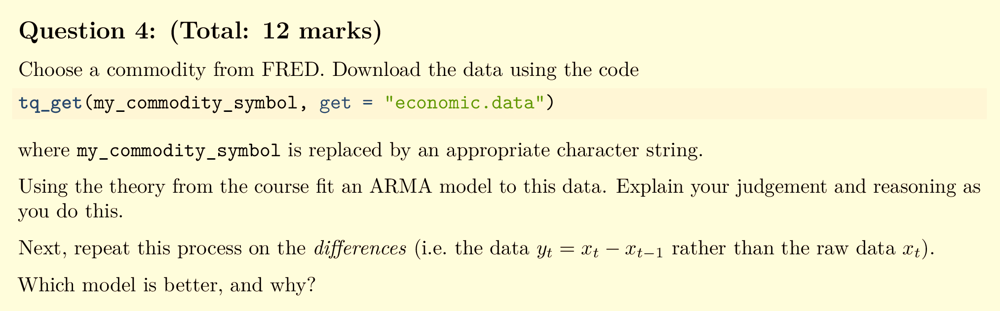 Question 4: (Total: 12 marks)
Choose a commodity from FRED. Download the data using the code
tq_get(my_commodity_symbol, get = "economic.data")
where my_commodity_symbol is replaced by an appropriate character string.
Using the theory from the course fit an ARMA model to this data. Explain your judgement and reasoning as
you do this.
Next, repeat this process on the differences (i.e. the data y_t = x_t − x_{t−1} rather than the raw data x_t).
Which model is better, and why?